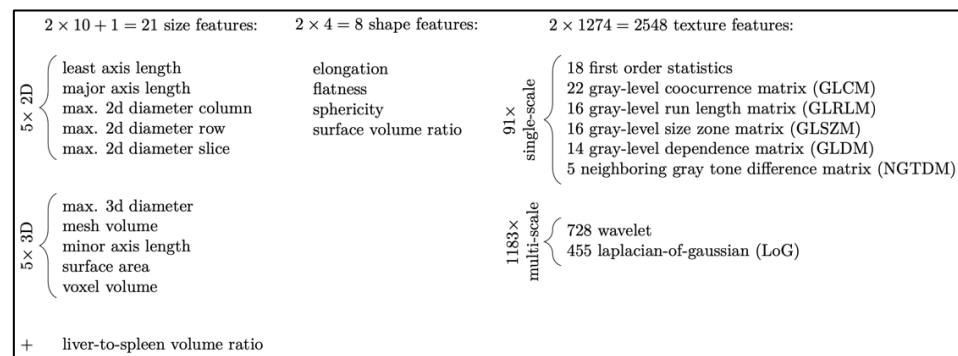 2 × 10 + 1 = 21 size features:
5× 2D
least axis length
major axis length
max. 2d diameter column
max. 2d diameter row
max. 2d diameter slice
5× 3D
max. 3d diameter
mesh volume
minor axis length
surface area
voxel volume
+ liver-to-spleen volume ratio
2 × 4 = 8 shape features:
elongation
flatness
sphericity
surface volume ratio
2 × 1274 = 2548 texture features:
91×
single-scale
18 first order statistics
22 gray-level coocurrence matrix (GLCM)
16 gray-level run length matrix (GLRLM)
16 gray-level size zone matrix (GLSZM)
14 gray-level dependence matrix (GLDM)
5 neighboring gray tone difference matrix (NGTDM)
1183×
multi-scale
728 wavelet
455 laplacian-of-gaussian (LoG)